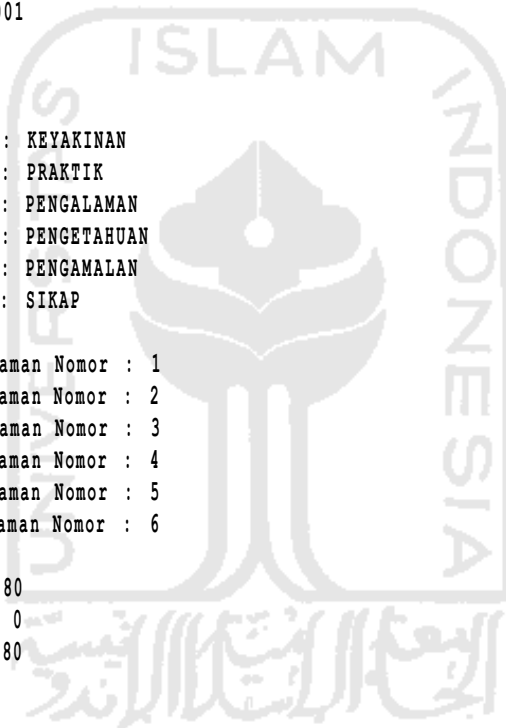 001
ISLAM
: KEYAKINAN
: PRAKTIK
: PENGALAMAN
: PENGETAHUAN
: PENGAMALAN
: SIKAP
aman Nomor : 1
aman Nomor : 2
aman Nomor : 3
aman Nomor : 4
aman Nomor : 5
aman Nomor : 6
80
0
80
UNIVERSITAS
INDONESIA